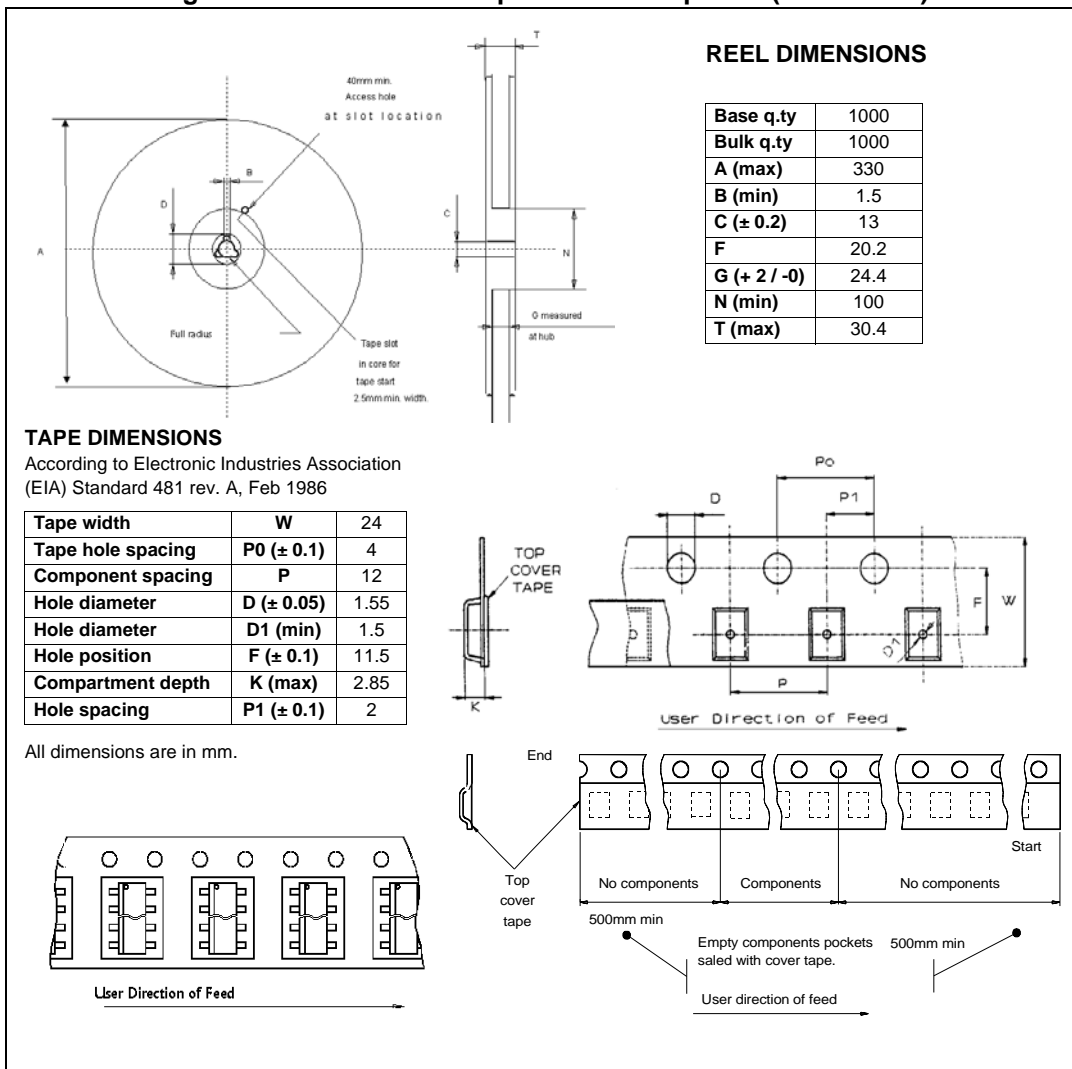 T
REEL DIMENSIONS
40mm min.
Access hole
at slot location
Base q.ty 1000
Bulk q.ty 1000
A (max) 330
B (min) 1.5
C (± 0.2) 13
F 20.2
G (+ 2 / -0) 24.4
N (min) 100
T (max) 30.4
B
D
C
A
N
Full radius
Tape slot
in core for
tape start
2.5mm min. width.
G measured
at hub
TAPE DIMENSIONS
According to Electronic Industries Association
(EIA) Standard 481 rev. A, Feb 1986
Tape width W 24
Tape hole spacing P0 (± 0.1) 4
Component spacing P 12
Hole diameter D (± 0.05) 1.55
Hole diameter D1 (min) 1.5
Hole position F (± 0.1) 11.5
Compartment depth K (max) 2.85
Hole spacing P1 (± 0.1) 2
All dimensions are in mm.
Po
D
P1
TOP
COVER
TAPE
F
W
D1
P
K
User Direction of Feed
End
Start
Top
cover
tape
No components
Components
No components
500mm min
Empty components pockets
saled with cover tape.
500mm min
User direction of feed
User Direction of Feed